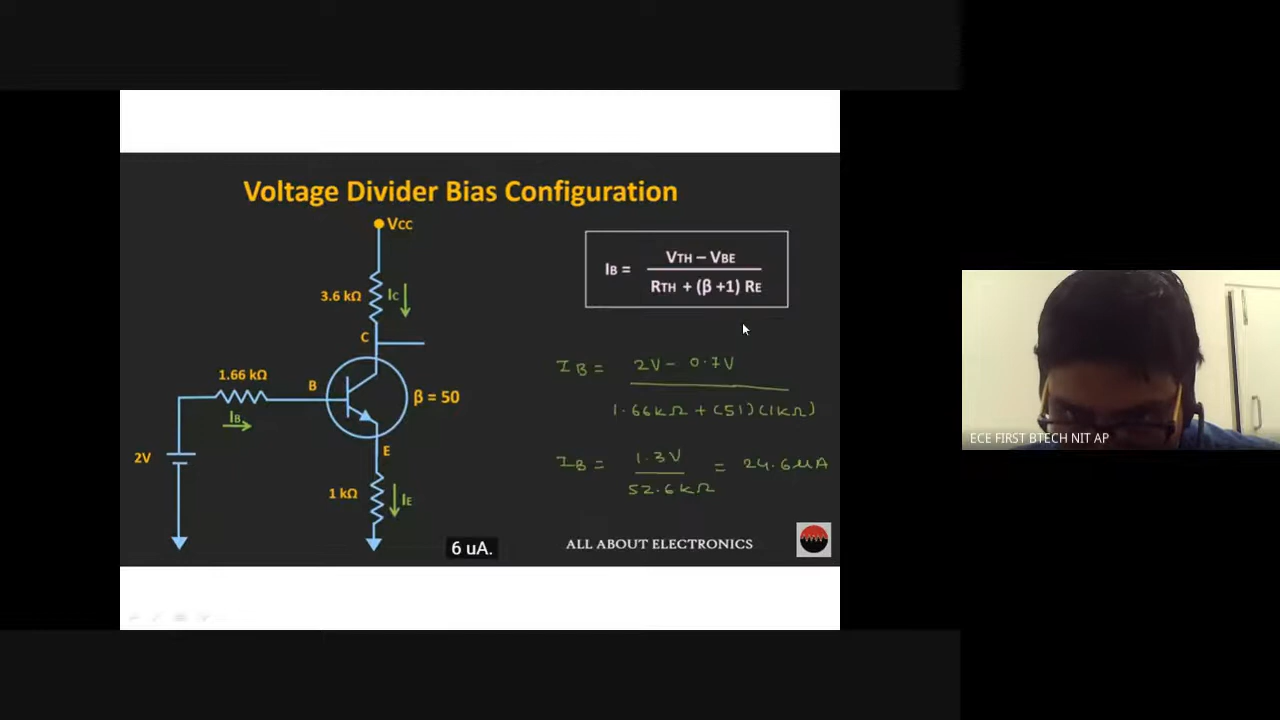 Voltage Divider Bias Configuration
VCC
3.6 kΩ
IC
C
1.66 kΩ
B
β = 50
IB
2V
E
1 kΩ
IE
IB = VTH – VBE
RTH + (β +1) RE
IB = 2V - 0.7V
1.66kΩ + (51)(1kΩ)
IB = 1.3V = 24.6µA
52.6kΩ
6 uA.
ALL ABOUT ELECTRONICS
ECE FIRST BTECH NIT AP